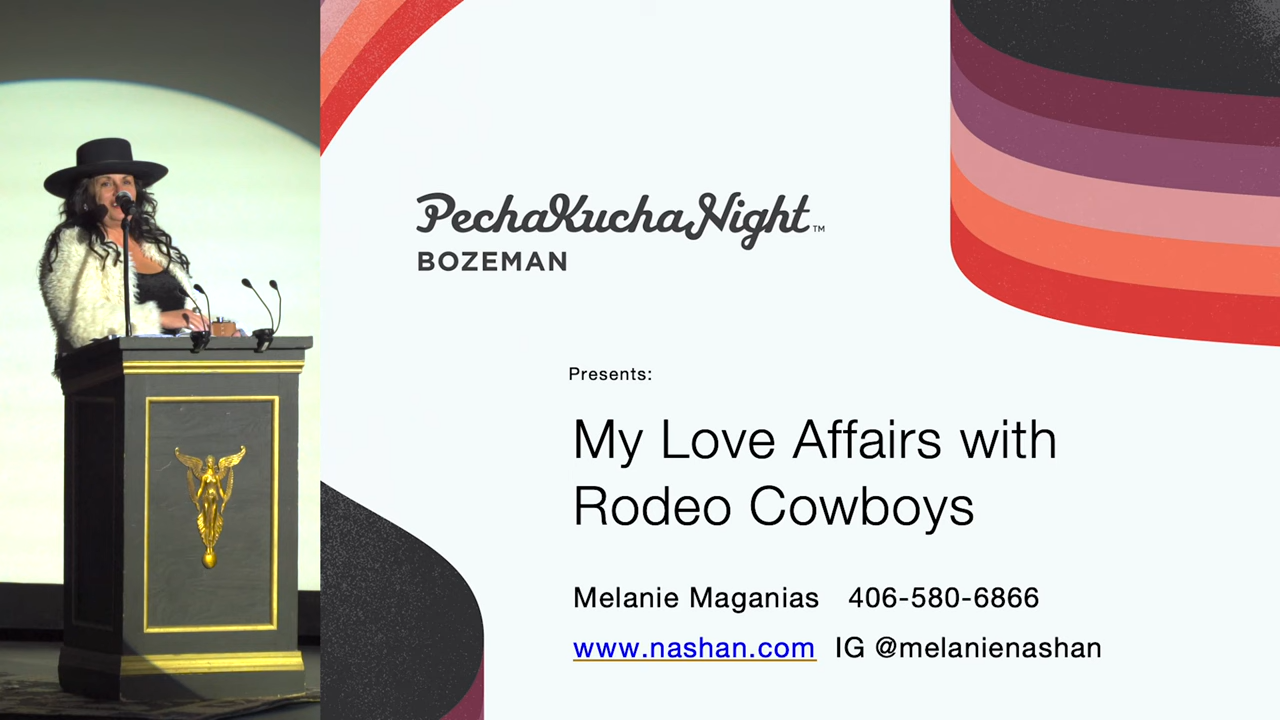 PechaKuchaNight™
BOZEMAN
Presents:
My Love Affairs with
Rodeo Cowboys
Melanie Maganias 406-580-6866
www.nashan.com IG @melanienashan